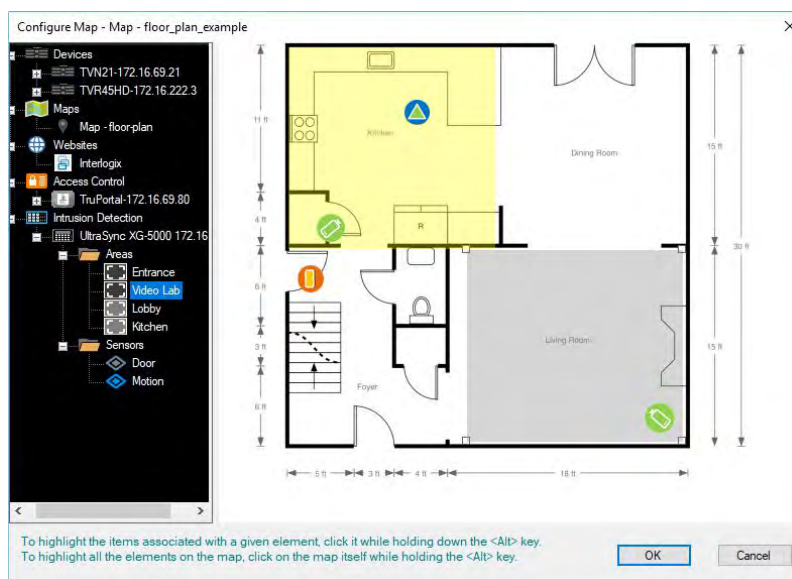 Configure Map - Map - floor_plan_example
Devices
TVN21-172.16.69.21
TVR45HD-172.16.222.3
Maps
Map - floor-plan
Websites
Interlogix
Access Control
TruPortal-172.16.69.80
Intrusion Detection
UltraSync XG-5000 172.16
Areas
Entrance
Video Lab
Lobby
Kitchen
Sensors
Door
Motion
11 ft
4 ft
6 ft
3 ft
6 ft
Kitchen
Dining Room
R
Living Room
Foyer
15 ft
30 ft
15 ft
5 ft
3 ft
4 ft
18 ft
To highlight the items associated with a given element, click it while holding down the <Alt> key.
To highlight all the elements on the map, click on the map itself while holding the <Alt> key.
OK
Cancel